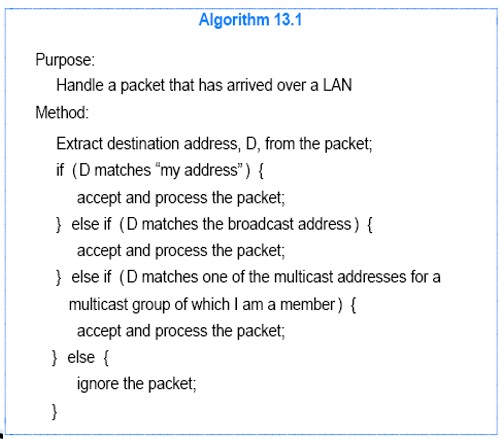 Algorithm 13.1
Purpose:
Handle a packet that has arrived over a LAN
Method:
Extract destination address, D, from the packet;
if (D matches “my address”) {
accept and process the packet;
} else if (D matches the broadcast address) {
accept and process the packet;
} else if (D matches one of the multicast addresses for a
multicast group of which I am a member) {
accept and process the packet;
} else {
ignore the packet;
}